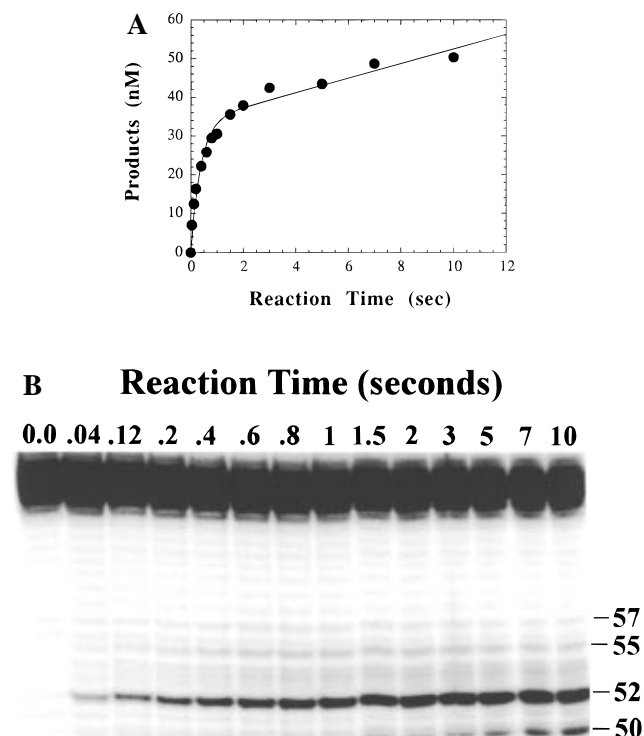 A
60
50
40
30
20
10
0
Products (nM)
0 2 4 6 8 10 12
Reaction Time (sec)
B Reaction Time (seconds)
0.0 .04 .12 .2 .4 .6 .8 1 1.5 2 3 5 7 10
57
55
52
50